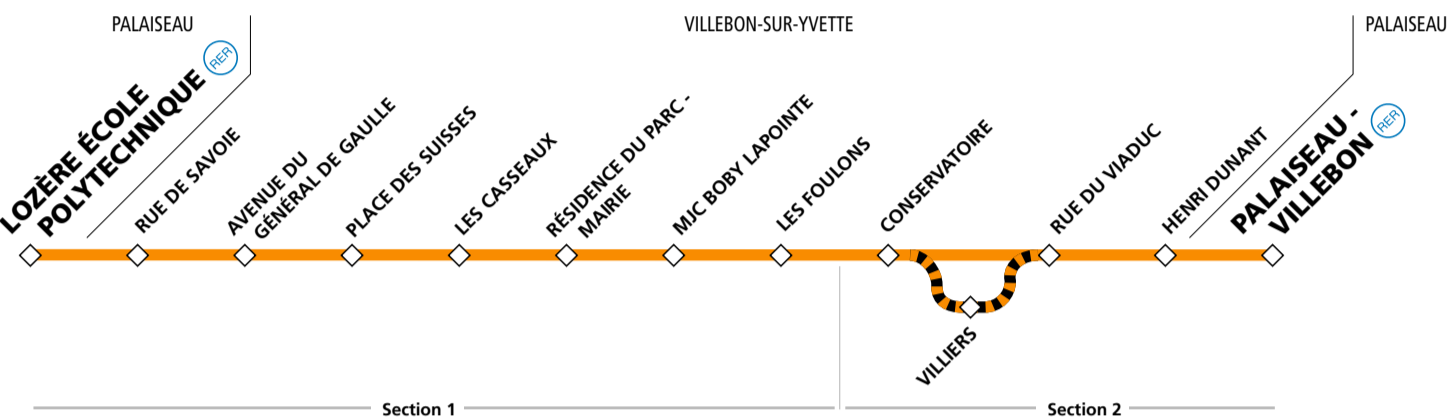 PALAISEAU
VILLEBON-SUR-YVETTE
PALAISEAU
LOZÈRE ÉCOLE
POLYTECHNIQUE
RER
RUE DE SAVOIE
AVENUE DU
GÉNÉRAL DE GAULLE
PLACE DES SUISSES
LES CASSEAUX
RÉSIDENCE DU PARC -
MAIRIE
MJC BOBY LAPOINTE
LES FOULONS
CONSERVATOIRE
VILLIERS
RUE DU VIADUC
HENRI DUNANT
PALAISEAU -
VILLEBON
RER
Section 1
Section 2